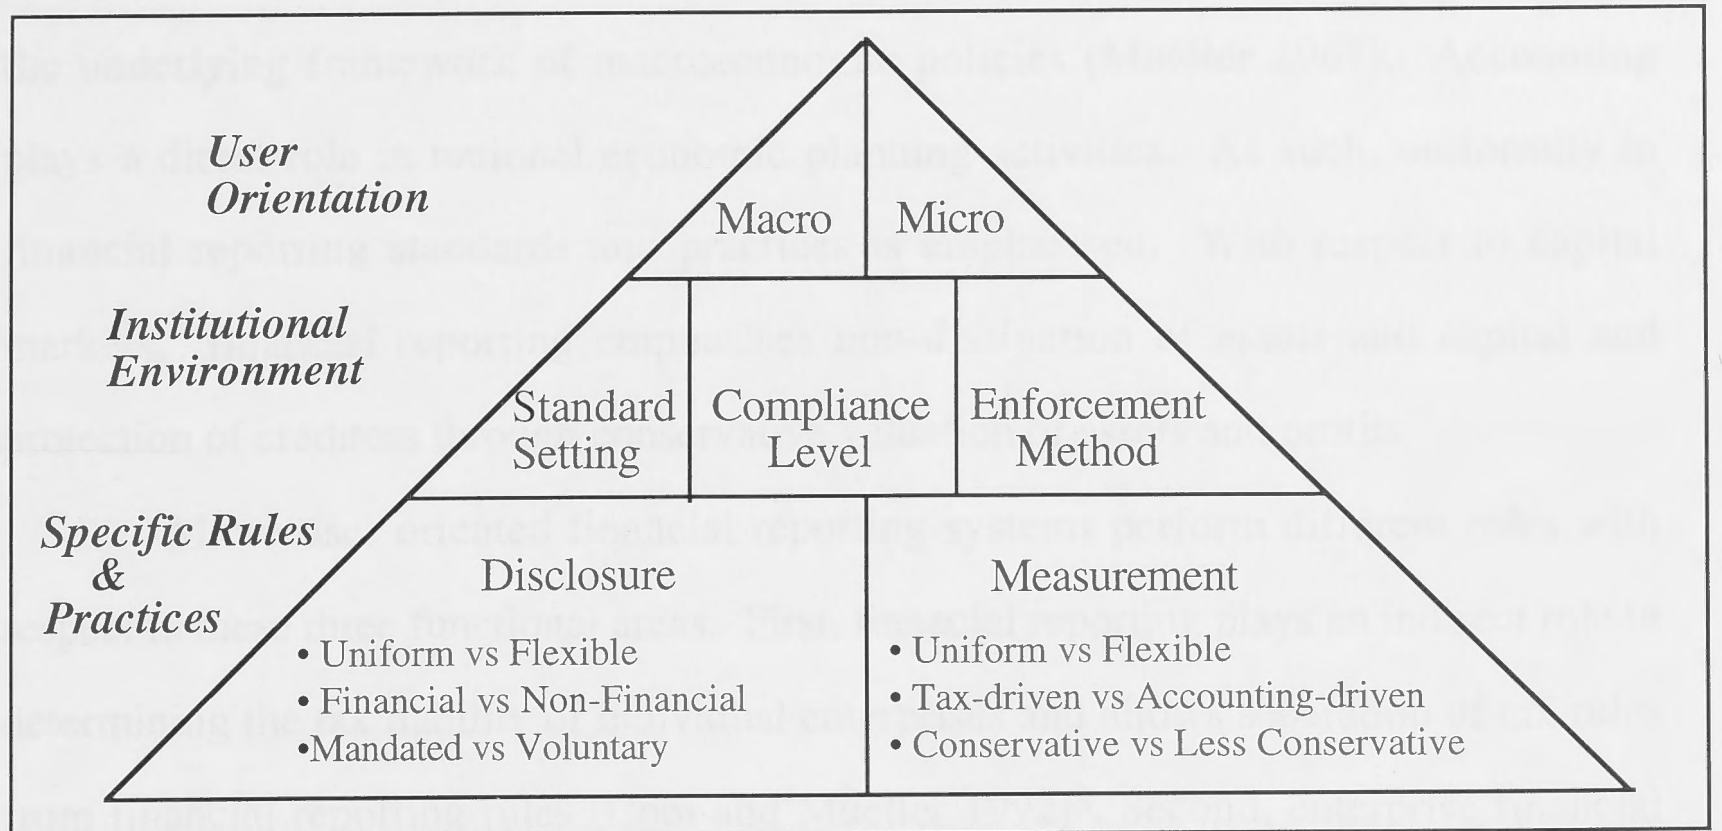 User
Orientation
Macro
Micro
Institutional
Environment
Standard
Setting
Compliance
Level
Enforcement
Method
Specific Rules
&
Practices
Disclosure
• Uniform vs Flexible
• Financial vs Non-Financial
•Mandated vs Voluntary
Measurement
• Uniform vs Flexible
• Tax-driven vs Accounting-driven
• Conservative vs Less Conservative